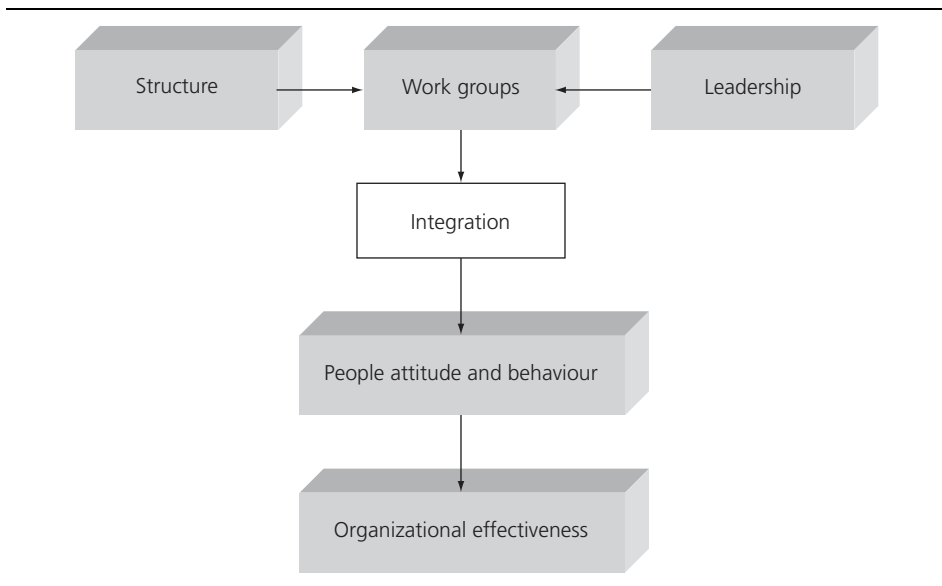 Structure
Work groups
Leadership
Integration
People attitude and behaviour
Organizational effectiveness